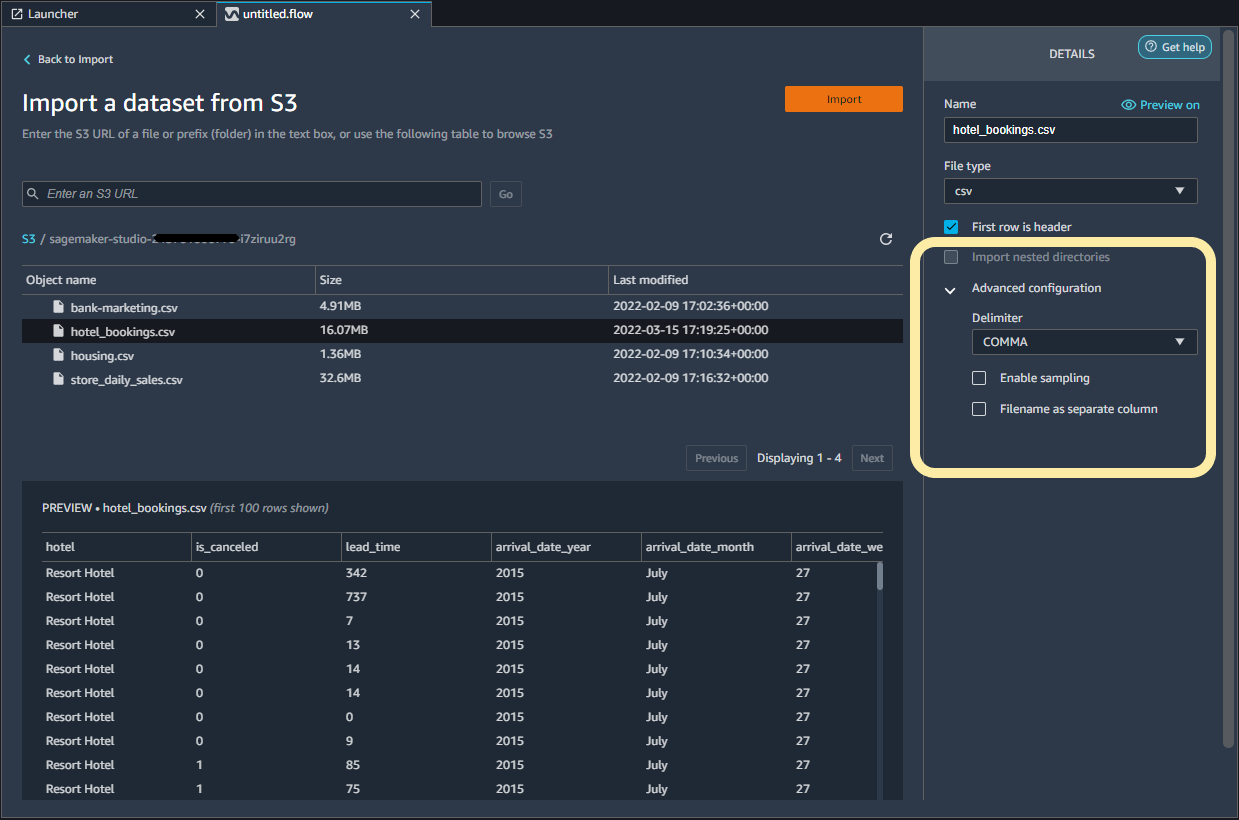 Launcher
untitled.flow
Back to Import
Import a dataset from S3
Import
Enter the S3 URL of a file or prefix (folder) in the text box, or use the following table to browse S3
Enter an S3 URL
Go
S3 / sagemaker-studio-2 -i7ziruu2rg
Object name Size Last modified
bank-marketing.csv 4.91MB 2022-02-09 17:02:36+00:00
hotel_bookings.csv 16.07MB 2022-03-15 17:19:25+00:00
housing.csv 1.36MB 2022-02-09 17:10:34+00:00
store_daily_sales.csv 32.6MB 2022-02-09 17:16:32+00:00
Previous Displaying 1 - 4 Next
PREVIEW • hotel_bookings.csv (first 100 rows shown)
hotel is_canceled lead_time arrival_date_year arrival_date_month arrival_date_we
Resort Hotel 0 342 2015 July 27
Resort Hotel 0 737 2015 July 27
Resort Hotel 0 7 2015 July 27
Resort Hotel 0 13 2015 July 27
Resort Hotel 0 14 2015 July 27
Resort Hotel 0 14 2015 July 27
Resort Hotel 0 0 2015 July 27
Resort Hotel 0 9 2015 July 27
Resort Hotel 1 85 2015 July 27
Resort Hotel 1 75 2015 July 27
DETAILS
Get help
Name
Preview on
hotel_bookings.csv
File type
csv
First row is header
Import nested directories
Advanced configuration
Delimiter
COMMA
Enable sampling
Filename as separate column